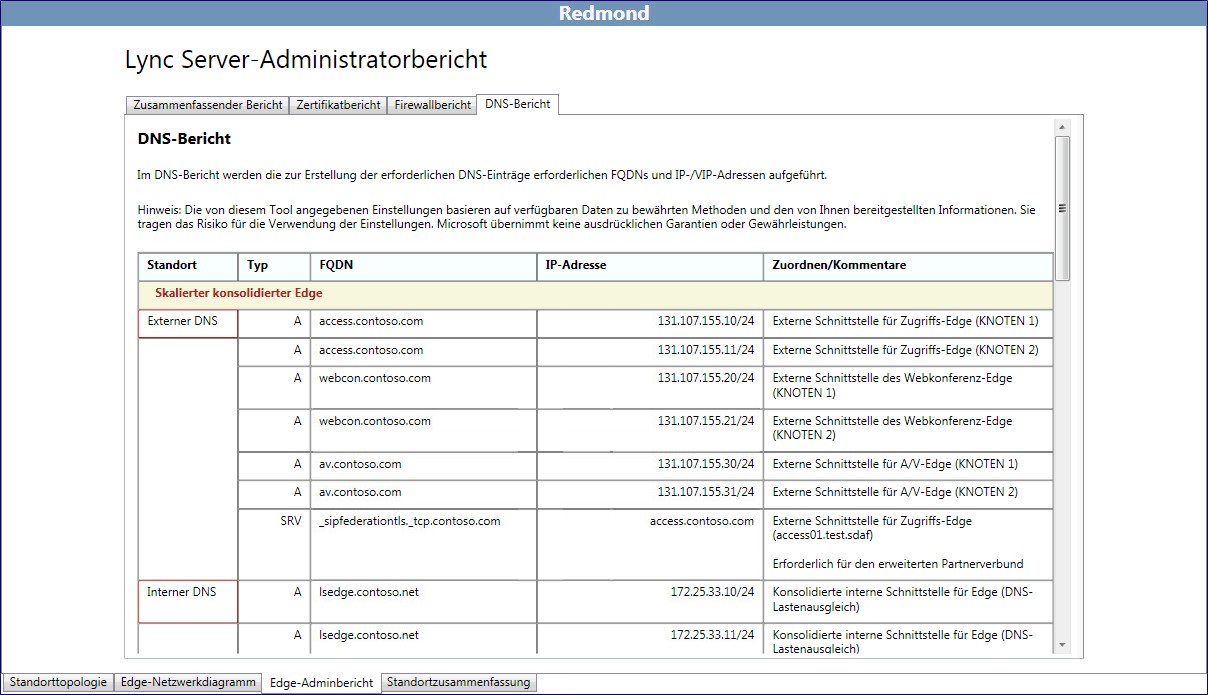 Redmond
Lync Server-Administratorbericht
Zusammenfassender Bericht Zertifikatbericht Firewallbericht DNS-Bericht
DNS-Bericht
Im DNS-Bericht werden die zur Erstellung der erforderlichen DNS-Einträge erforderlichen FQDNs und IP-/VIP-Adressen aufgeführt.
Hinweis: Die von diesem Tool angegebenen Einstellungen basieren auf verfügbaren Daten zu bewährten Methoden und den von Ihnen bereitgestellten Informationen. Sie
tragen das Risiko für die Verwendung der Einstellungen. Microsoft übernimmt keine ausdrücklichen Garantien oder Gewährleistungen.
Standort Typ FQDN IP-Adresse Zuordnen/Kommentare
Skalierter konsolidierter Edge
Externer DNS A access.contoso.com 131.107.155.10/24 Externe Schnittstelle für Zugriffs-Edge (KNOTEN 1)
A access.contoso.com 131.107.155.11/24 Externe Schnittstelle für Zugriffs-Edge (KNOTEN 2)
A webcon.contoso.com 131.107.155.20/24 Externe Schnittstelle des Webkonferenz-Edge
(KNOTEN 1)
A webcon.contoso.com 131.107.155.21/24 Externe Schnittstelle des Webkonferenz-Edge
(KNOTEN 2)
A av.contoso.com 131.107.155.30/24 Externe Schnittstelle für A/V-Edge (KNOTEN 1)
A av.contoso.com 131.107.155.31/24 Externe Schnittstelle für A/V-Edge (KNOTEN 2)
SRV _sipfederationtls._tcp.contoso.com access.contoso.com Externe Schnittstelle für Zugriffs-Edge
(access01.test.sdaf)
Erforderlich für den erweiterten Partnerverbund
Interner DNS A lsedge.contoso.net 172.25.33.10/24 Konsolidierte interne Schnittstelle für Edge (DNS-
Lastenausgleich)
A lsedge.contoso.net 172.25.33.11/24 Konsolidierte interne Schnittstelle für Edge (DNS-
Lastenausgleich)
Standorttopologie Edge-Netzwerkdiagramm Edge-Adminbericht Standortzusammenfassung